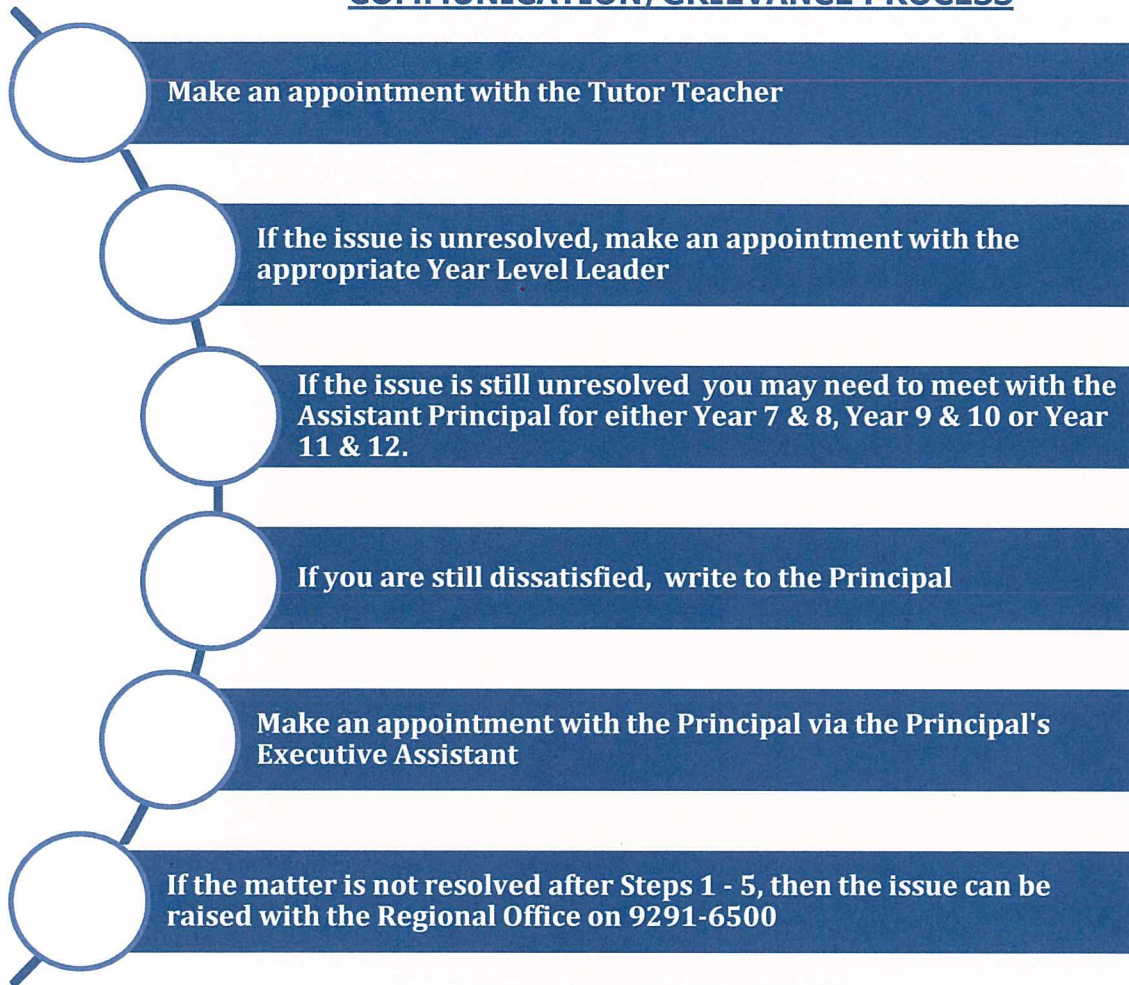 COMMUNICATION/GRIEVANCE PROCESS
Make an appointment with the Tutor Teacher
If the issue is unresolved, make an appointment with the
appropriate Year Level Leader
If the issue is still unresolved you may need to meet with the
Assistant Principal for either Year 7 & 8, Year 9 & 10 or Year
11 & 12.
If you are still dissatisfied, write to the Principal
Make an appointment with the Principal via the Principal's
Executive Assistant
If the matter is not resolved after Steps 1 - 5, then the issue can be
raised with the Regional Office on 9291-6500